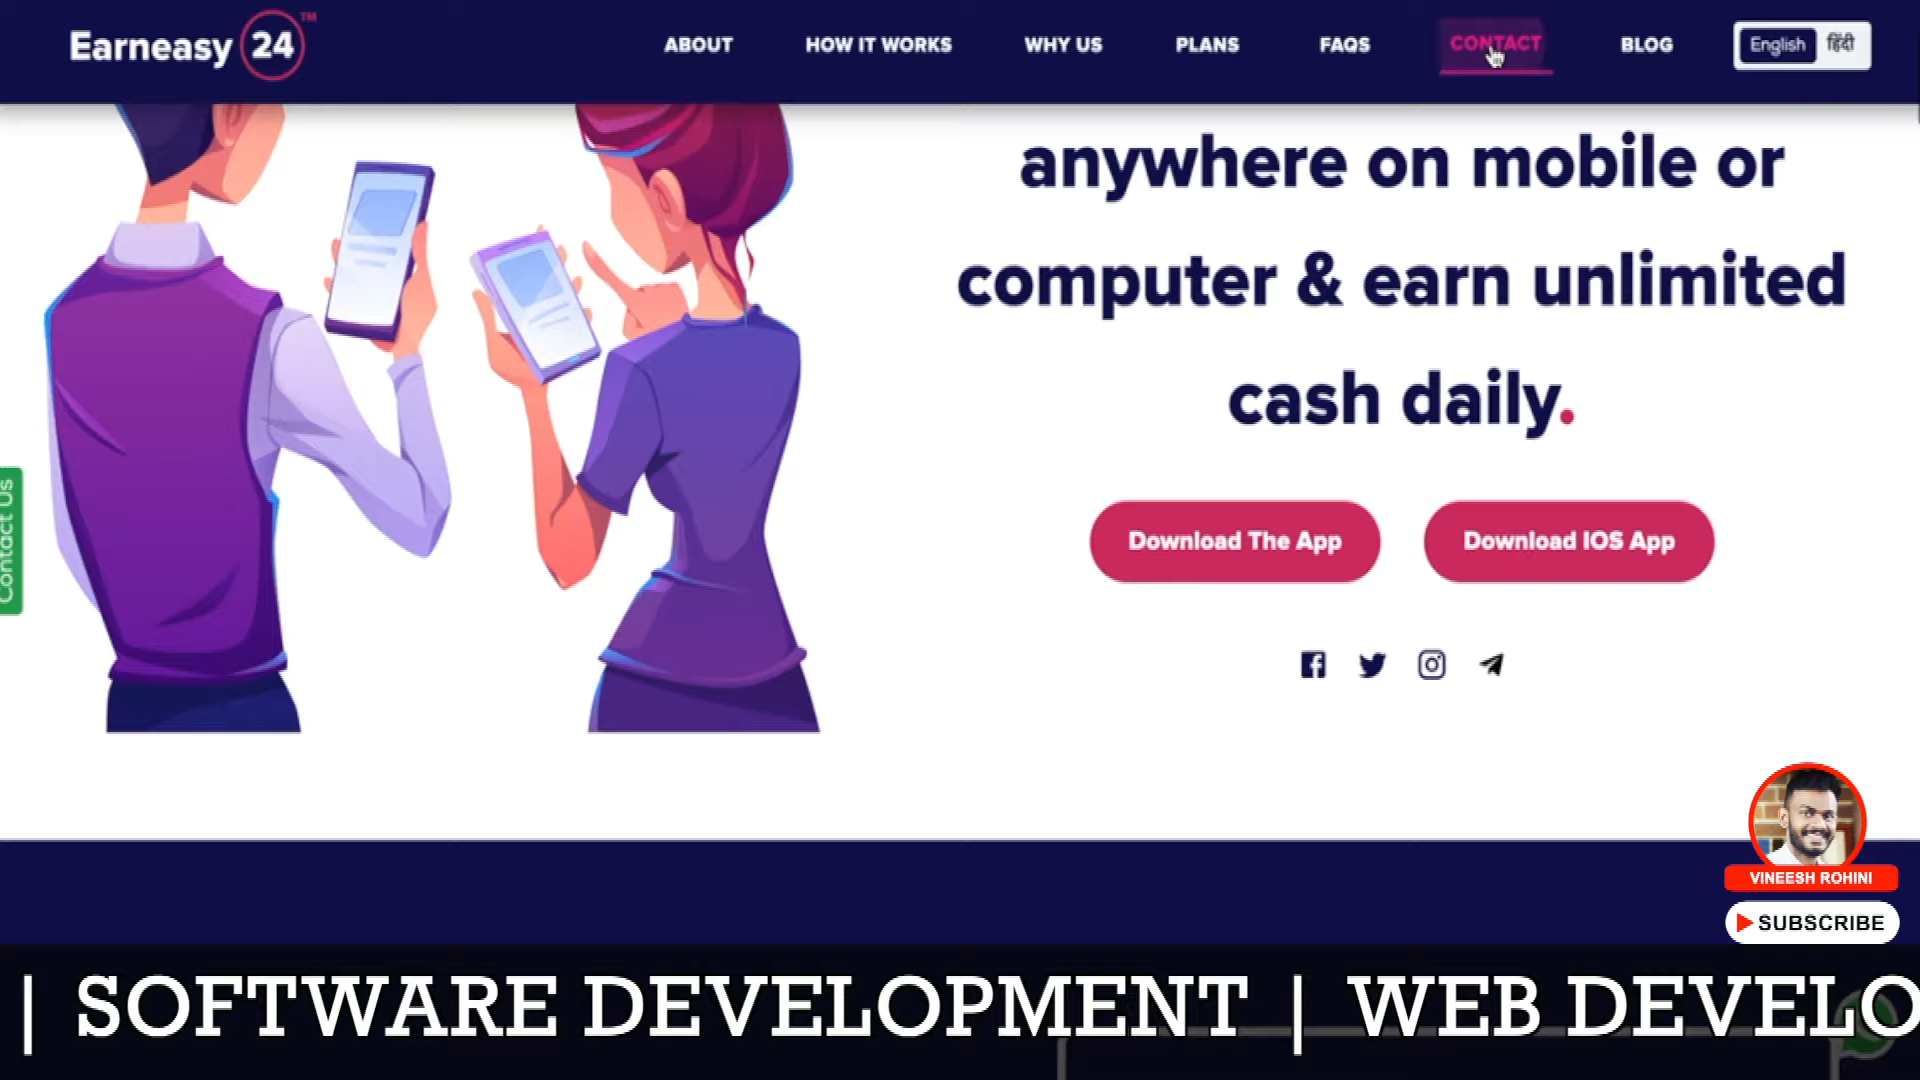 Earneasy 24 TM
ABOUT
HOW IT WORKS
WHY US
PLANS
FAQS
CONTACT
BLOG
English
हिंदी
anywhere on mobile or
computer & earn unlimited
cash daily.
Contact Us
Download The App
Download IOS App
VINEESH ROHINI
SUBSCRIBE
| SOFTWARE DEVELOPMENT | WEB DEVELO